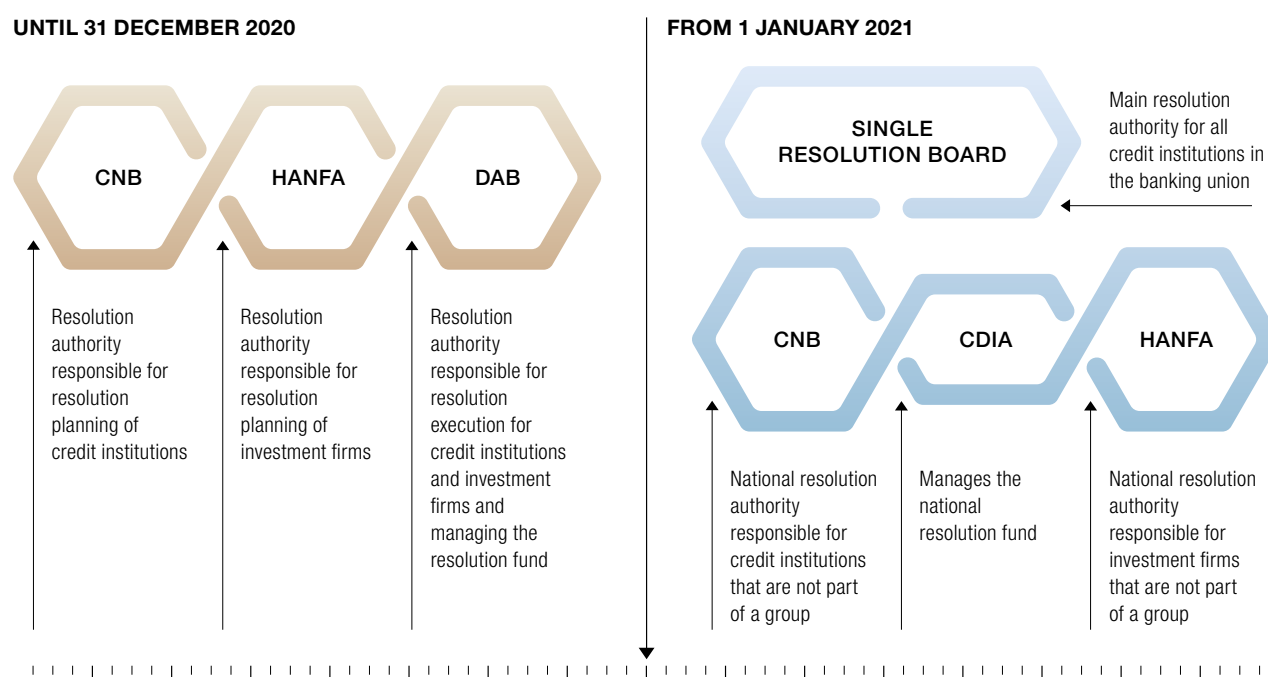 UNTIL 31 DECEMBER 2020
CNB
HANFA
DAB
Resolution
authority
responsible for
resolution
planning of
credit institutions
Resolution
authority
responsible for
resolution
planning of
investment firms
Resolution
authority
responsible for
resolution
execution for
credit institutions
and investment
firms and
managing the
resolution fund
FROM 1 JANUARY 2021
SINGLE
RESOLUTION BOARD
Main resolution
authority for all
credit institutions in
the banking union
CNB
CDIA
HANFA
National resolution
authority
responsible for
credit institutions
that are not part
of a group
Manages the
national
resolution fund
National resolution
authority
responsible for
investment firms
that are not part
of a group